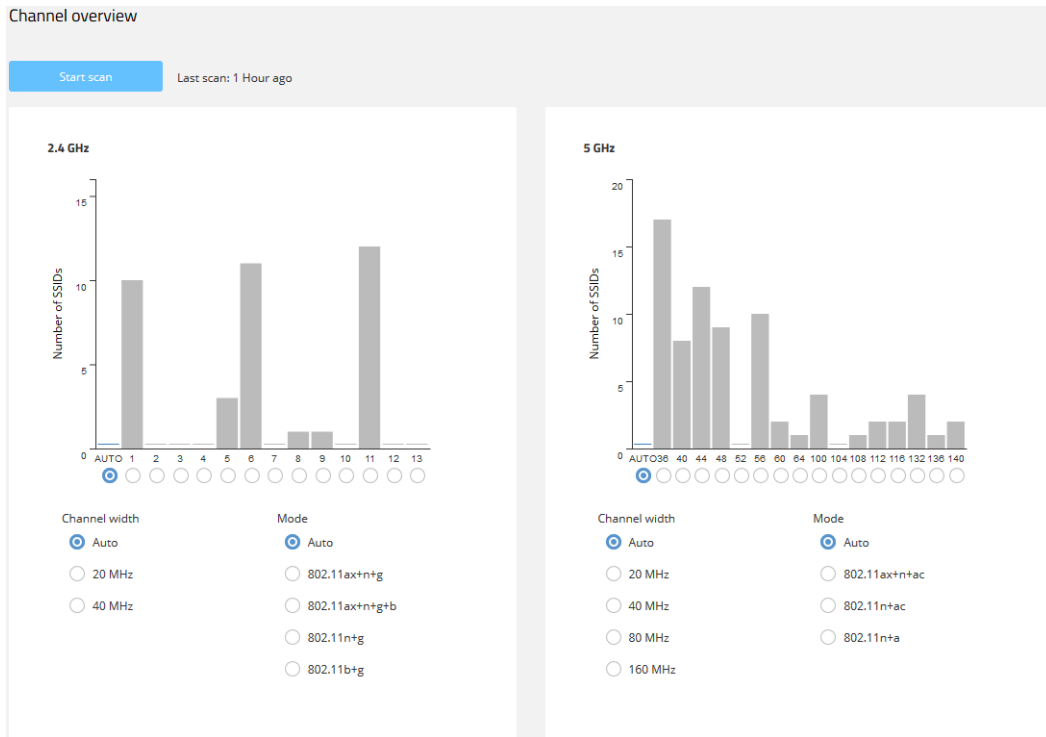 Channel overview
Start scan
Last scan: 1 Hour ago
2.4 GHz
15
10
5
0
Number of SSIDs
AUTO 1 2 3 4 5 6 7 8 9 10 11 12 13
Channel width
Auto
20 MHz
40 MHz
Mode
Auto
802.11ax+n+g
802.11ax+n+g+b
802.11n+g
802.11b+g
5 GHz
20
15
10
5
0
Number of SSIDs
AUTO36 40 44 48 52 56 60 64 100 104 108 112 116 132 136 140
Channel width
Auto
20 MHz
40 MHz
80 MHz
160 MHz
Mode
Auto
802.11ax+n+ac
802.11n+ac
802.11n+a